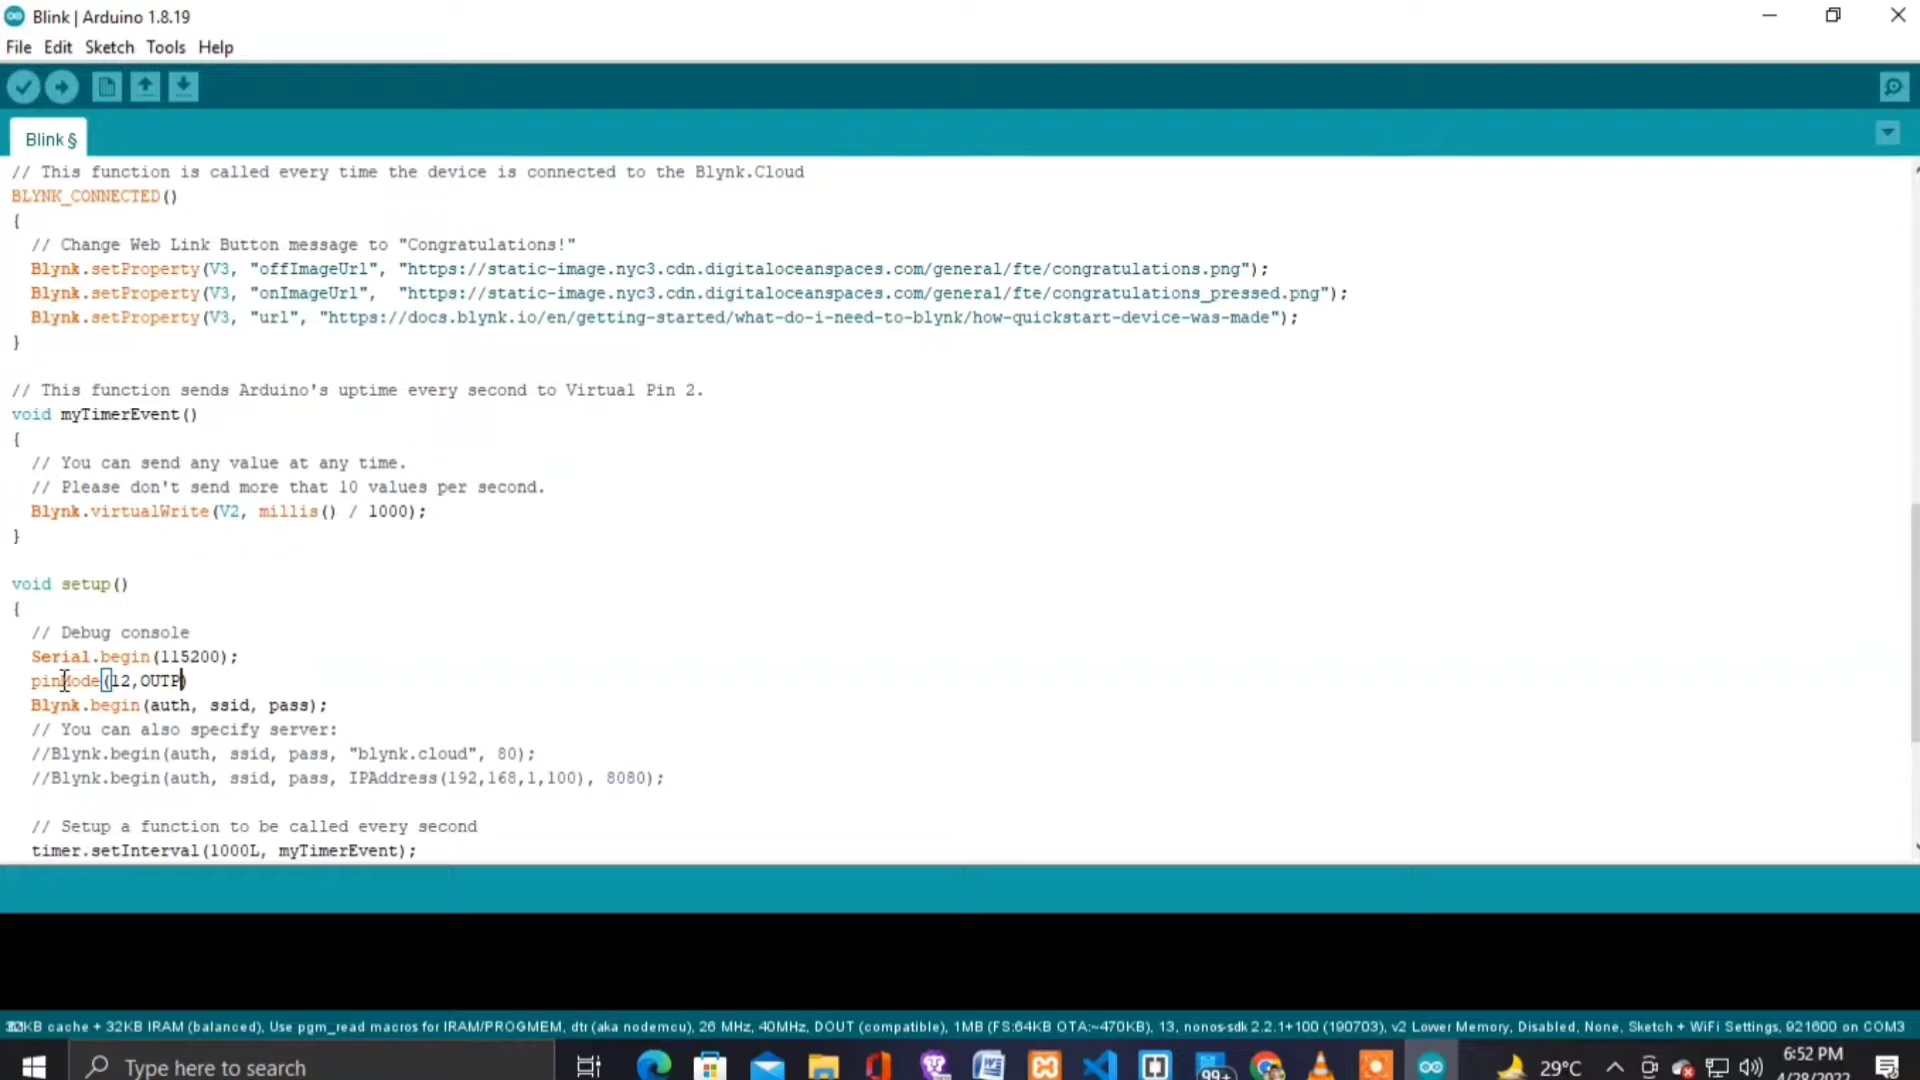 Blink | Arduino 1.8.19
File Edit Sketch Tools Help
Blink §
// This function is called every time the device is connected to the Blynk.Cloud
BLYNK_CONNECTED()
{
// Change Web Link Button message to "Congratulations!"
Blynk.setProperty(V3, "offImageUrl", "https://static-image.nyc3.cdn.digitaloceanspaces.com/general/fte/congratulations.png");
Blynk.setProperty(V3, "onImageUrl",  "https://static-image.nyc3.cdn.digitaloceanspaces.com/general/fte/congratulations_pressed.png");
Blynk.setProperty(V3, "url", "https://docs.blynk.io/en/getting-started/what-do-i-need-to-blynk/how-quickstart-device-was-made");
}
// This function sends Arduino's uptime every second to Virtual Pin 2.
void myTimerEvent()
{
// You can send any value at any time.
// Please don't send more that 10 values per second.
Blynk.virtualWrite(V2, millis() / 1000);
}
void setup()
{
// Debug console
Serial.begin(115200);
pinMode(12,OUTP)
Blynk.begin(auth, ssid, pass);
// You can also specify server:
//Blynk.begin(auth, ssid, pass, "blynk.cloud", 80);
//Blynk.begin(auth, ssid, pass, IPAddress(192,168,1,100), 8080);
// Setup a function to be called every second
timer.setInterval(1000L, myTimerEvent);
cache + 32KB IRAM (balanced), Use pgm_read macros for IRAM/PROGMEM, dtr (aka nodemcu), 26 MHz, 40MHz, DOUT (compatible), 1MB (FS:64KB OTA:~470KB), 13, nonos-sdk 2.2.1+100 (190703), v2 Lower Memory, Disabled, None, Sketch + WiFi Settings, 921600 on COM3
Type here to search
99+
29°C
6:52 PM
4/28/2022